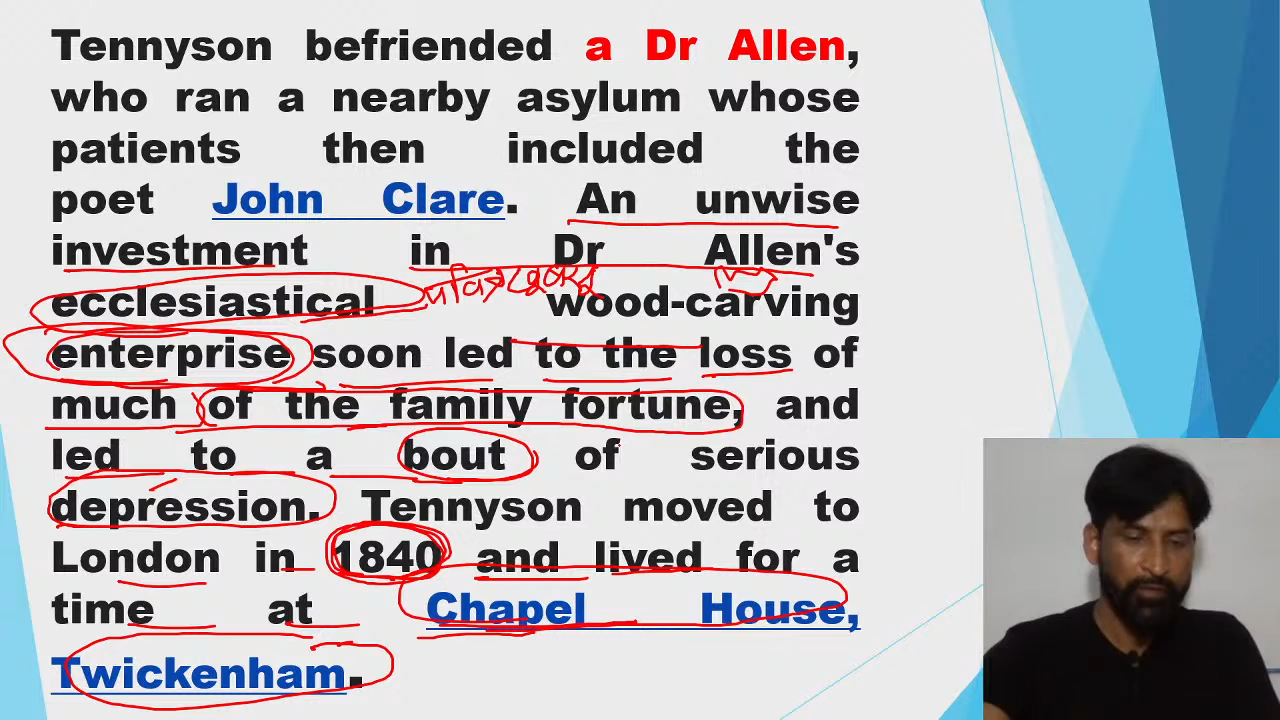 Tennyson befriended a Dr Allen,
who ran a nearby asylum whose
patients then included the
poet John Clare. An unwise
investment in Dr Allen's
ecclesiastical wood-carving
enterprise soon led to the loss of
much of the family fortune, and
led to a bout of serious
depression. Tennyson moved to
London in 1840 and lived for a
time at Chapel House,
Twickenham.